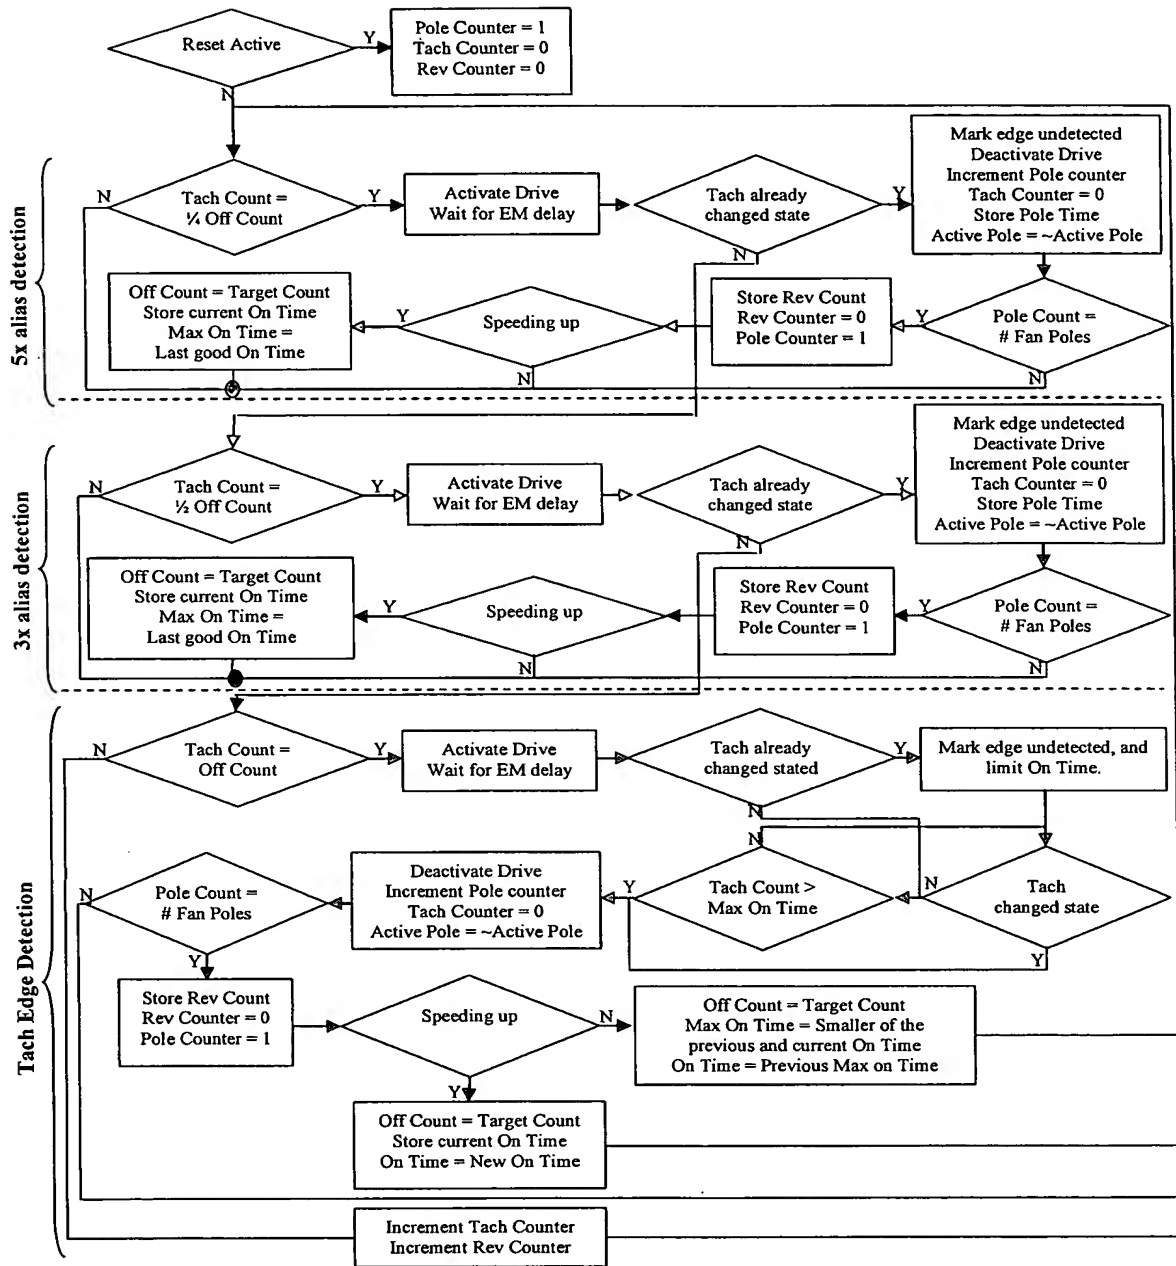 Reset Active
Y
Pole Counter = 1
Tach Counter = 0
Rev Counter = 0
N
5x alias detection
N
Tach Count =
¼ Off Count
Y
Activate Drive
Wait for EM delay
Tach already
changed state
Y
Mark edge undetected
Deactivate Drive
Increment Pole counter
Tach Counter = 0
Store Pole Time
Active Pole = ~Active Pole
N
Off Count = Target Count
Store current On Time
Max On Time =
Last good On Time
Y
Speeding up
N
Store Rev Count
Rev Counter = 0
Pole Counter = 1
Y
Pole Count =
# Fan Poles
N
3x alias detection
N
Tach Count =
½ Off Count
Y
Activate Drive
Wait for EM delay
Tach already
changed state
Y
Mark edge undetected
Deactivate Drive
Increment Pole counter
Tach Counter = 0
Store Pole Time
Active Pole = ~Active Pole
N
Off Count = Target Count
Store current On Time
Max On Time =
Last good On Time
Y
Speeding up
N
Store Rev Count
Rev Counter = 0
Pole Counter = 1
Y
Pole Count =
# Fan Poles
N
Tach Edge Detection
N
Tach Count =
Off Count
Y
Activate Drive
Wait for EM delay
Tach already
changed stated
Y
Mark edge undetected, and
limit On Time.
N
N
N
Pole Count =
# Fan Poles
Deactivate Drive
Increment Pole counter
Tach Counter = 0
Active Pole = ~Active Pole
Y
Tach Count >
Max On Time
N
Tach
changed state
Y
Y
Store Rev Count
Rev Counter = 0
Pole Counter = 1
Speeding up
N
Off Count = Target Count
Max On Time = Smaller of the
previous and current On Time
On Time = Previous Max on Time
Y
Off Count = Target Count
Store current On Time
On Time = New On Time
Increment Tach Counter
Increment Rev Counter